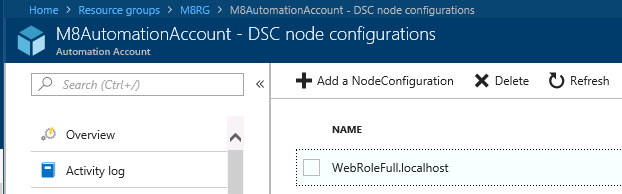 Home > Resource groups > M8RG > M8AutomationAccount - DSC node configurations
M8AutomationAccount - DSC node configurations
Automation Account
Search (Ctrl+/)
Overview
Activity log
Add a NodeConfiguration Delete Refresh
NAME
WebRoleFull.localhost